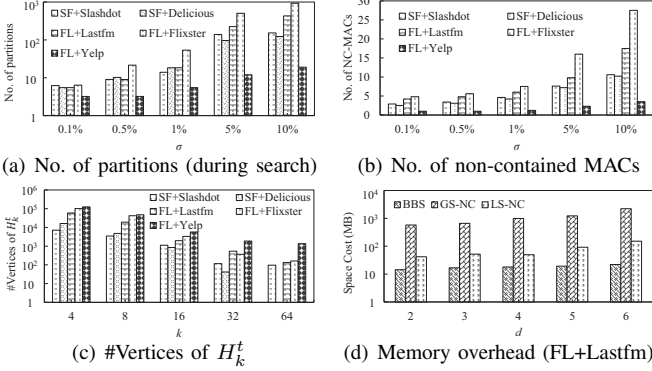 SF+Slashdot SF+Delicious
FL+Lastfm FL+Flixster
FL+Yelp
No. of partitions
10³
10²
10
1
0.1% 0.5% 1% 5% 10%
σ
(a) No. of partitions (during search)
SF+Slashdot SF+Delicious
FL+Lastfm FL+Flixster
FL+Yelp
No. of NC-MACs
30
25
20
15
10
5
0
0.1% 0.5% 1% 5% 10%
σ
(b) No. of non-contained MACs
SF+Slashdot SF+Delicious
FL+Lastfm FL+Flixster
FL+Yelp
#Vertices of H_k^t
10⁶
10⁵
10⁴
10³
10²
10
1
4 8 16 32 64
k
(c) #Vertices of H_k^t
BBS GS-NC LS-NC
Space Cost (MB)
10⁴
10³
10²
10
1
2 3 4 5 6
d
(d) Memory overhead (FL+Lastfm)